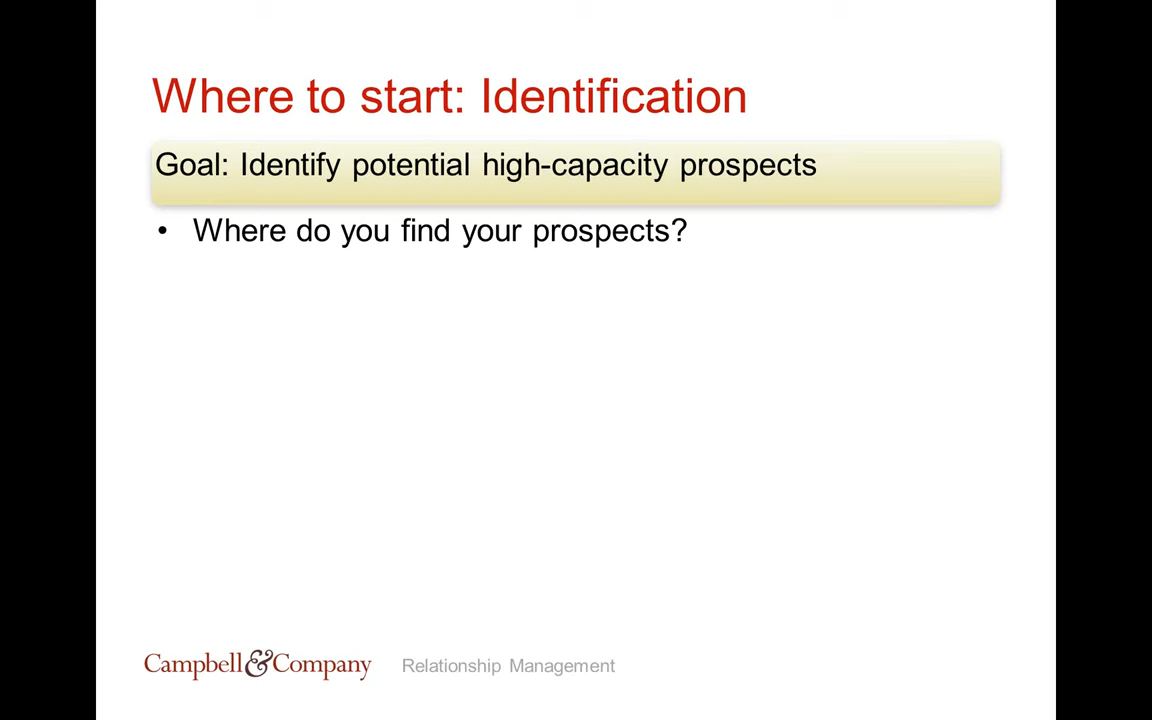 Where to start: Identification
Goal: Identify potential high-capacity prospects
• Where do you find your prospects?
Campbell&Company Relationship Management